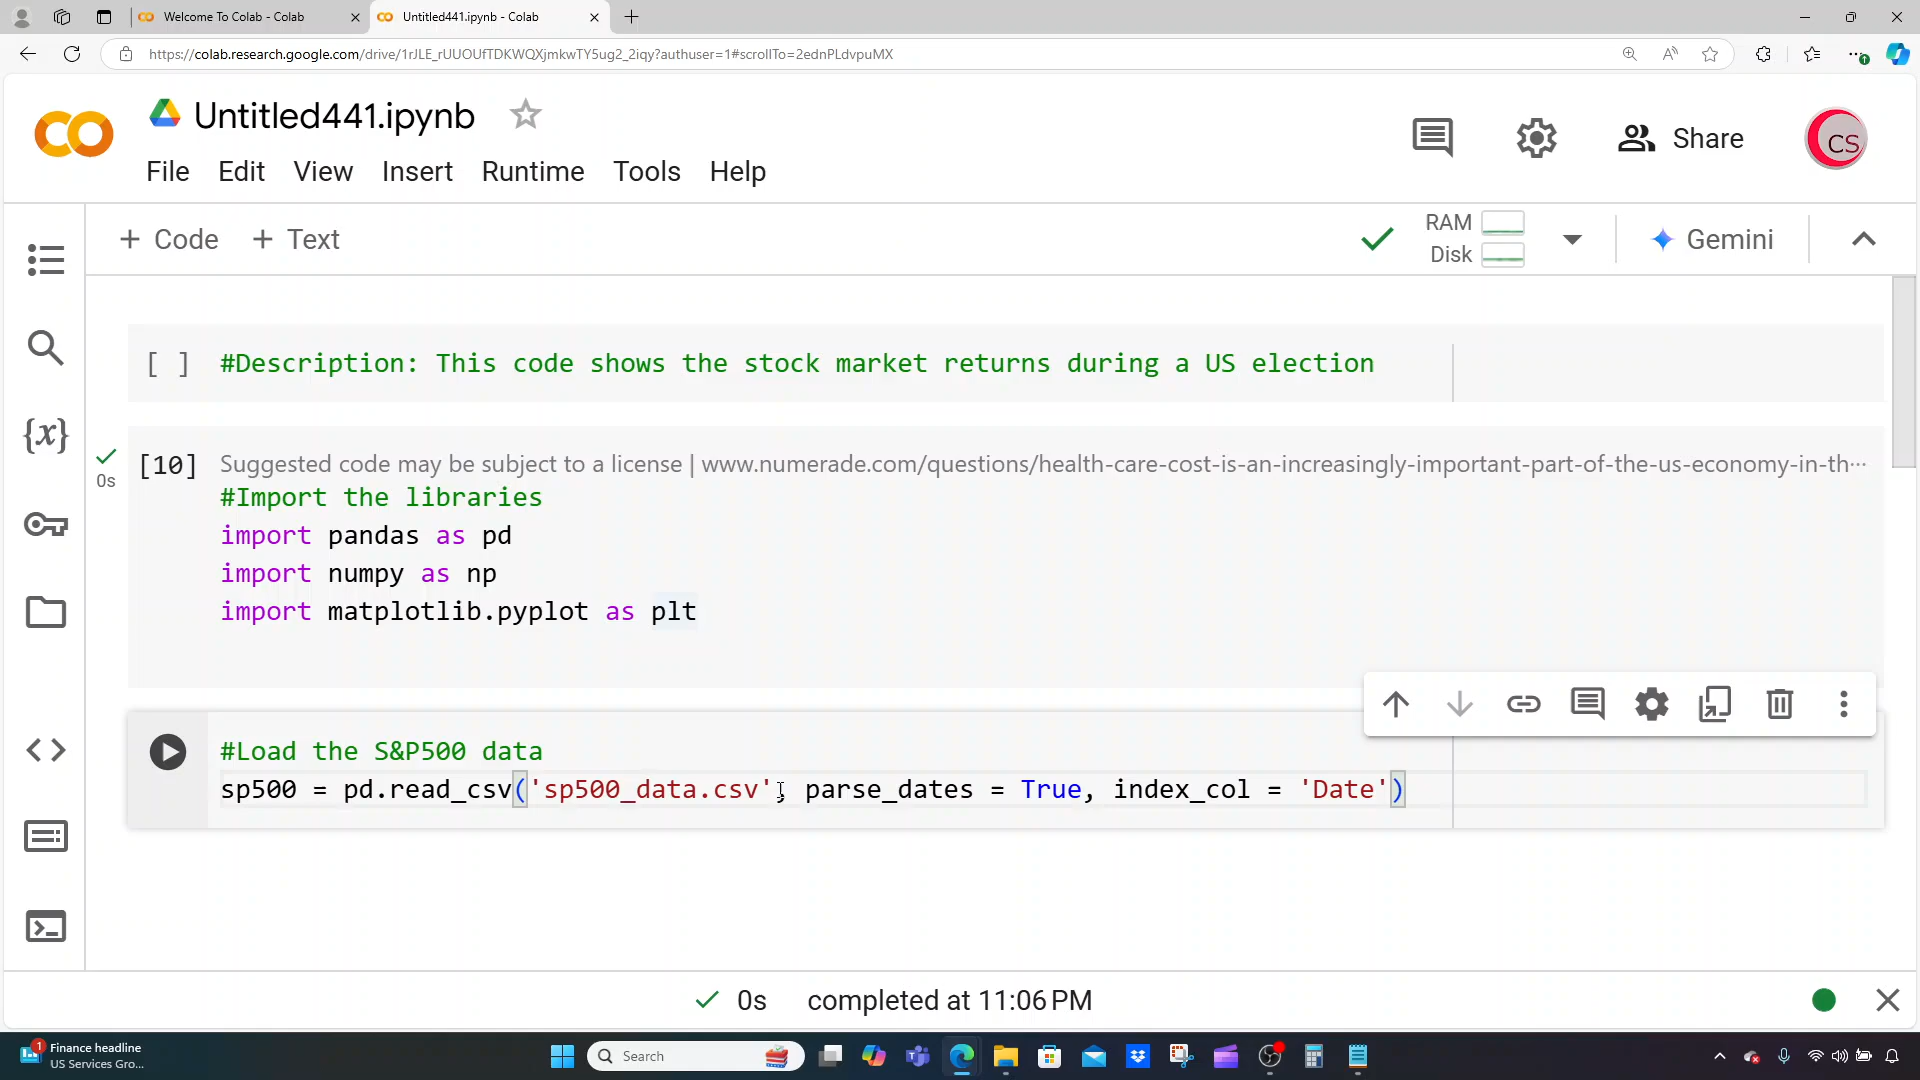 Welcome To Colab - Colab
Untitled441.ipynb - Colab
https://colab.research.google.com/drive/1rJLE_rUUOUfTDKWQXjmkwTY5ug2_2iqy?authuser=1#scrollTo=2ednPLdvpuMX
Untitled441.ipynb
Share
CS
File Edit View Insert Runtime Tools Help
+ Code + Text
RAM
Disk
Gemini
[ ] #Description: This code shows the stock market returns during a US election
[10] Suggested code may be subject to a license | www.numerade.com/questions/health-care-cost-is-an-increasingly-important-part-of-the-us-economy-in-th...
0s
#Import the libraries
import pandas as pd
import numpy as np
import matplotlib.pyplot as plt
#Load the S&P500 data
sp500 = pd.read_csv('sp500_data.csv', parse_dates = True, index_col = 'Date')
0s completed at 11:06 PM
1
Finance headline
US Services Gro...
Search